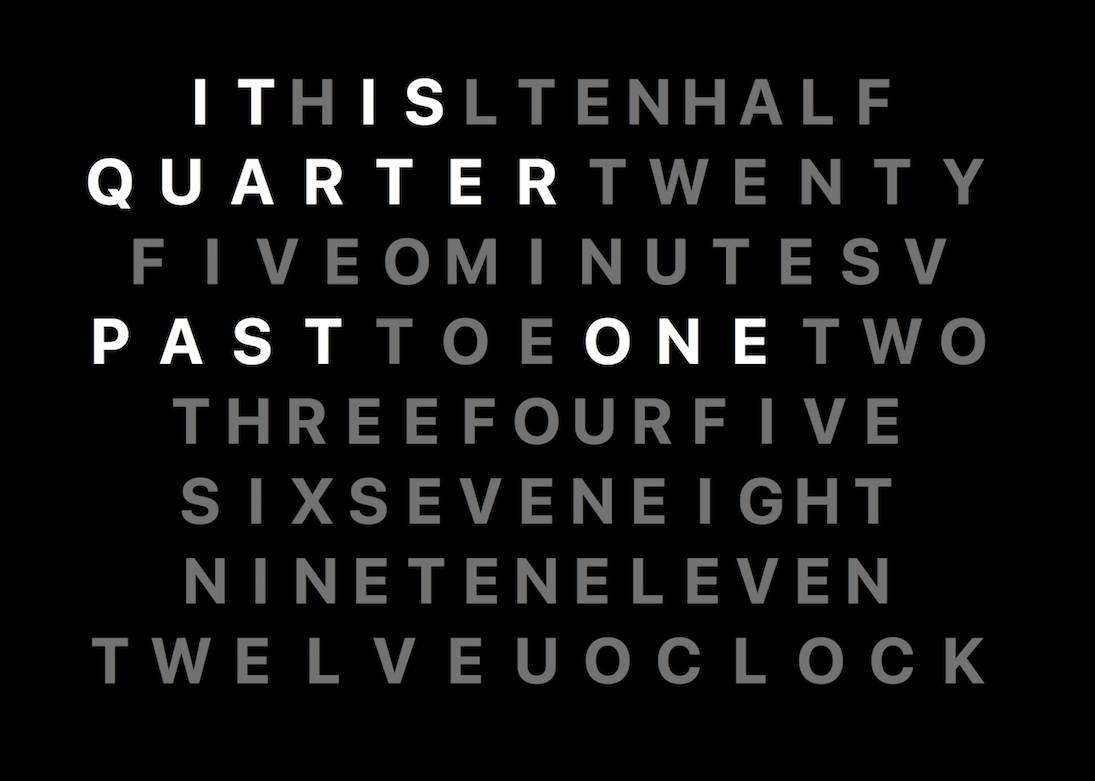 ITHISLTENHALF
QUARTERTWENTY
FIVEOMINUTESV
PASTTOEONETWO
THREEFOURFIVE
SIXSEVENEIGHT
NINETENELEVEN
TWELVEUOCLOCK